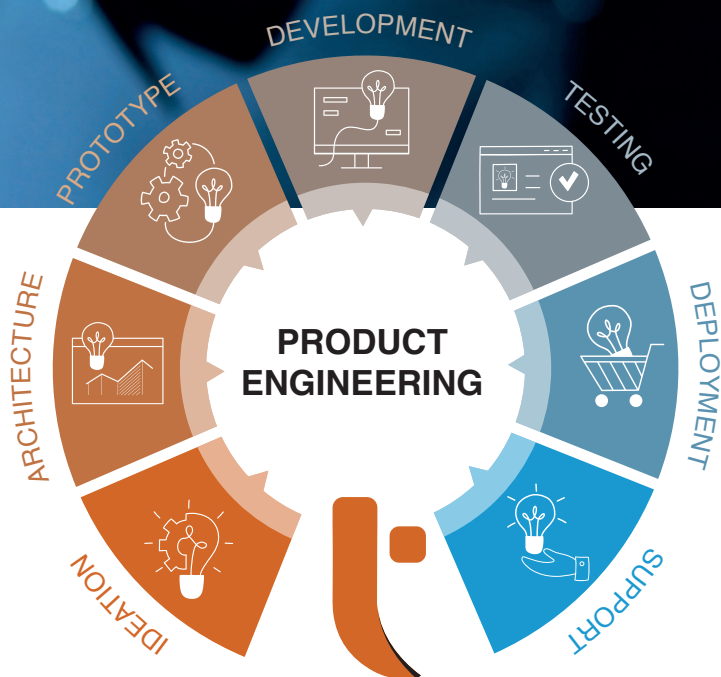 IDEATION
ARCHITECTURE
PROTOTYPE
DEVELOPMENT
TESTING
DEPLOYMENT
SUPPORT
PRODUCT
ENGINEERING